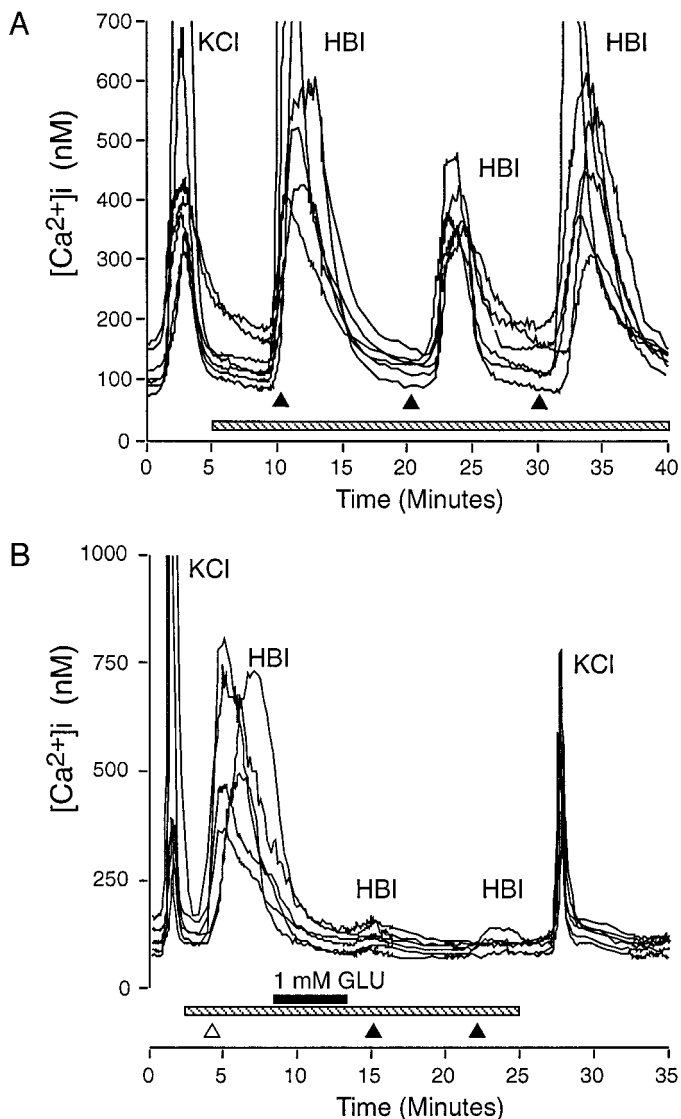 A
700
600
500
400
300
200
100
0
[Ca2+]i (nM)
KCl
HBI
HBI
HBI
0 5 10 15 20 25 30 35 40
Time (Minutes)
B
1000
750
500
250
0
[Ca2+]i (nM)
KCl
HBI
HBI
HBI
KCl
1 mM GLU
0 5 10 15 20 25 30 35
Time (Minutes)